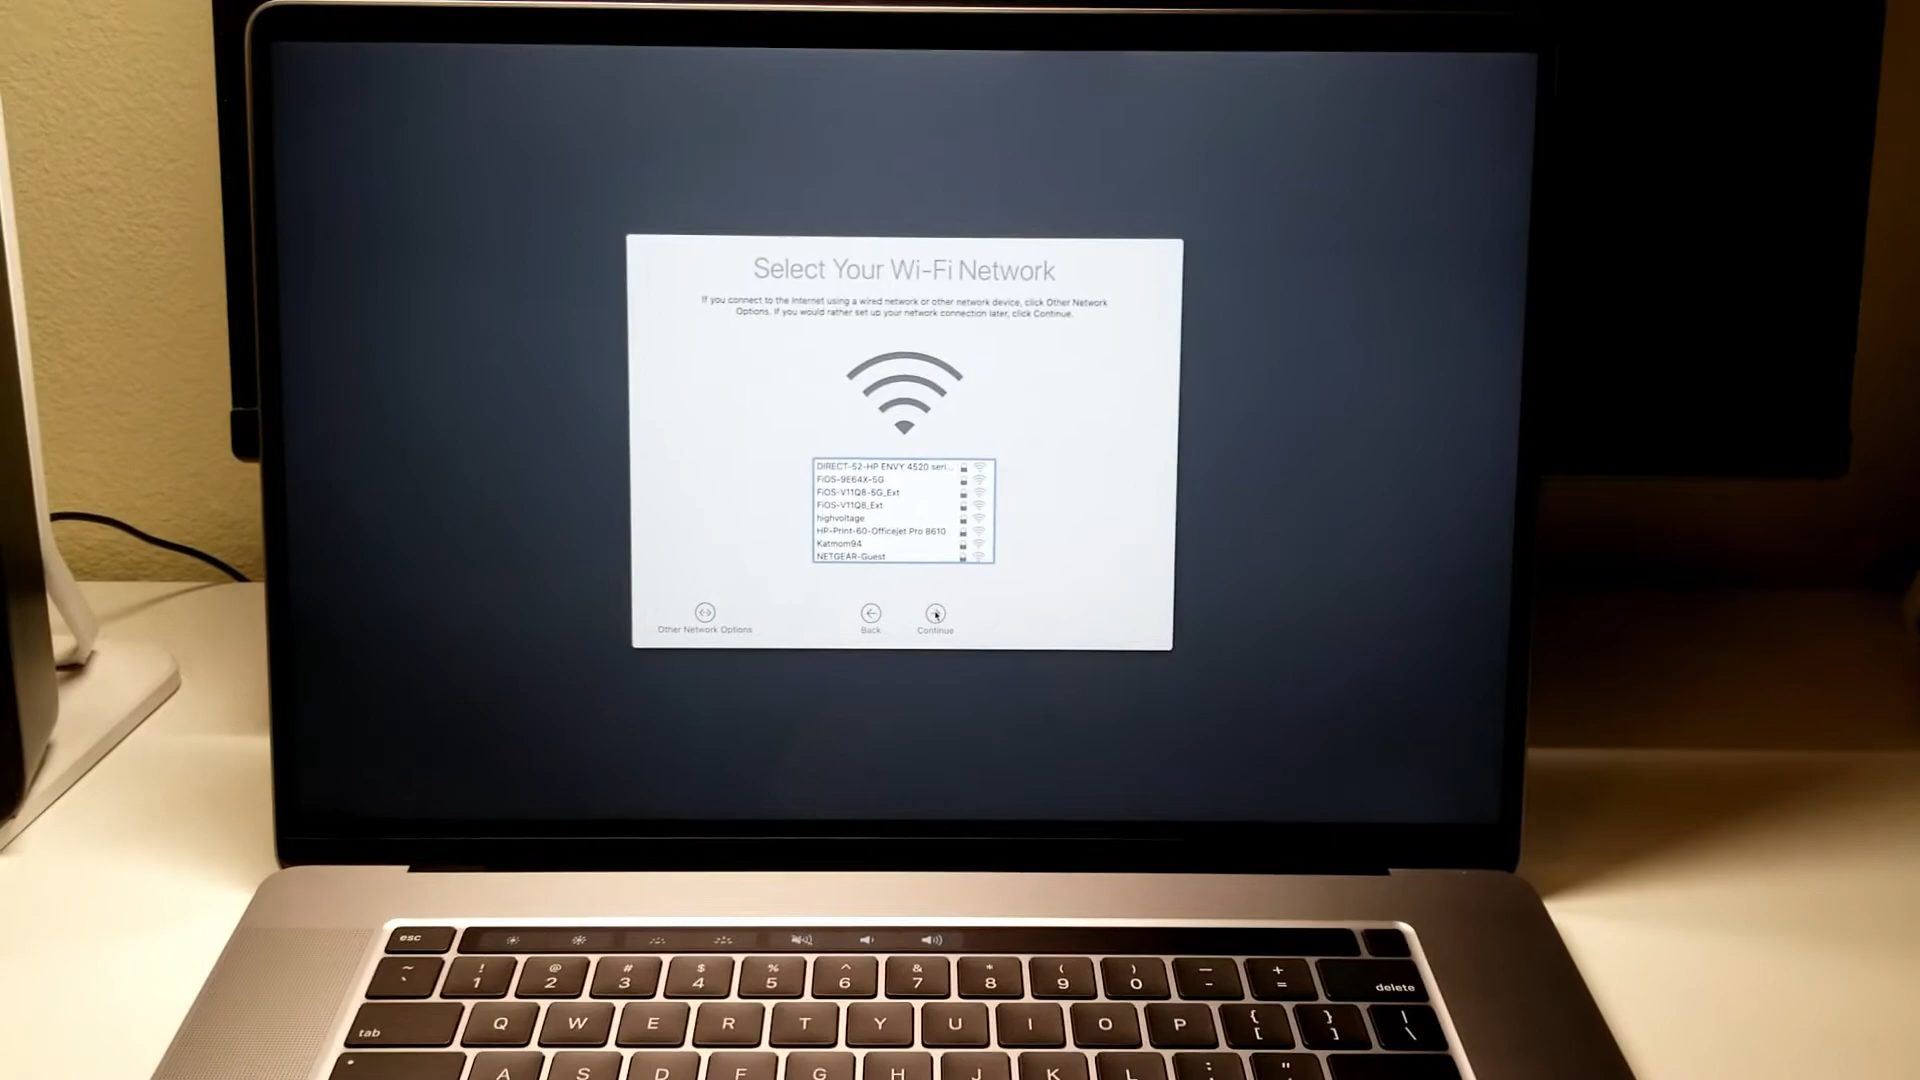 Select Your Wi-Fi Network
If you connect to the Internet using a wired network or other network device, click Other Network
Options. If you would rather set up your network connection later, click Continue.
DIRECT-52-HP ENVY 4520 seri...
FiOS-9E64X-5G
FiOS-V11Q8-5G_Ext
FiOS-V11Q8_Ext
highvoltage
HP-Print-60-Officejet Pro 8610
Katmom94
NETGEAR-Guest
Other Network Options
Back
Continue
esc
~ ! @ # $ % ^ & * ( ) — +
` 1 2 3 4 5 6 7 8 9 0 - = delete
tab Q W E R T Y U I O P { [ } ] | \
A S D F G H J K L : ; "